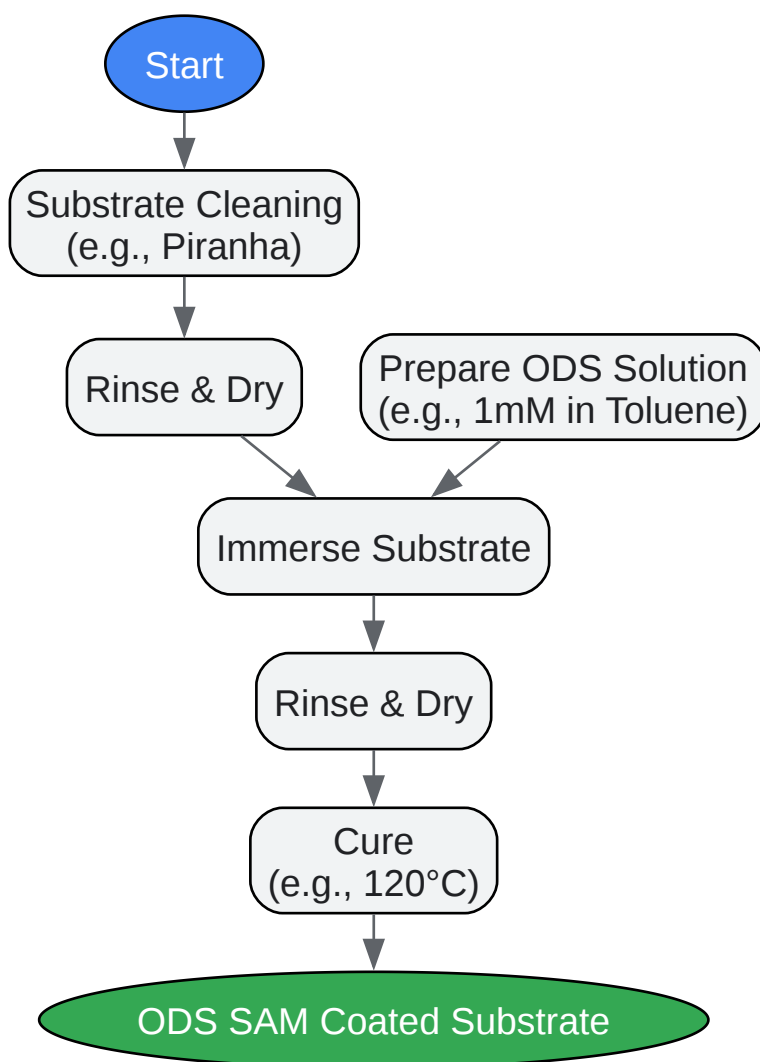 Start
Substrate Cleaning
(e.g., Piranha)
Rinse & Dry
Prepare ODS Solution
(e.g., 1mM in Toluene)
Immerse Substrate
Rinse & Dry
Cure
(e.g., 120°C)
ODS SAM Coated Substrate